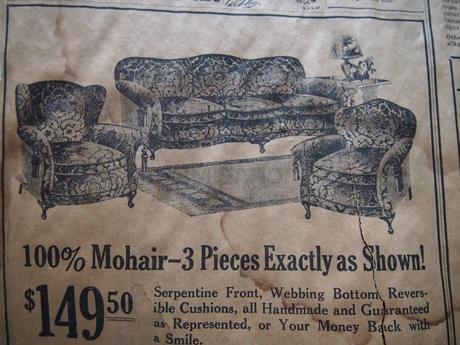 100% Mohair-3 Pieces Exactly as Shown!
$149.50
Serpentine Front, Webbing Bottom, Revers-
ible Cushions, all Handmade and Guaranteed
as Represented, or Your Money Back with
a Smile.